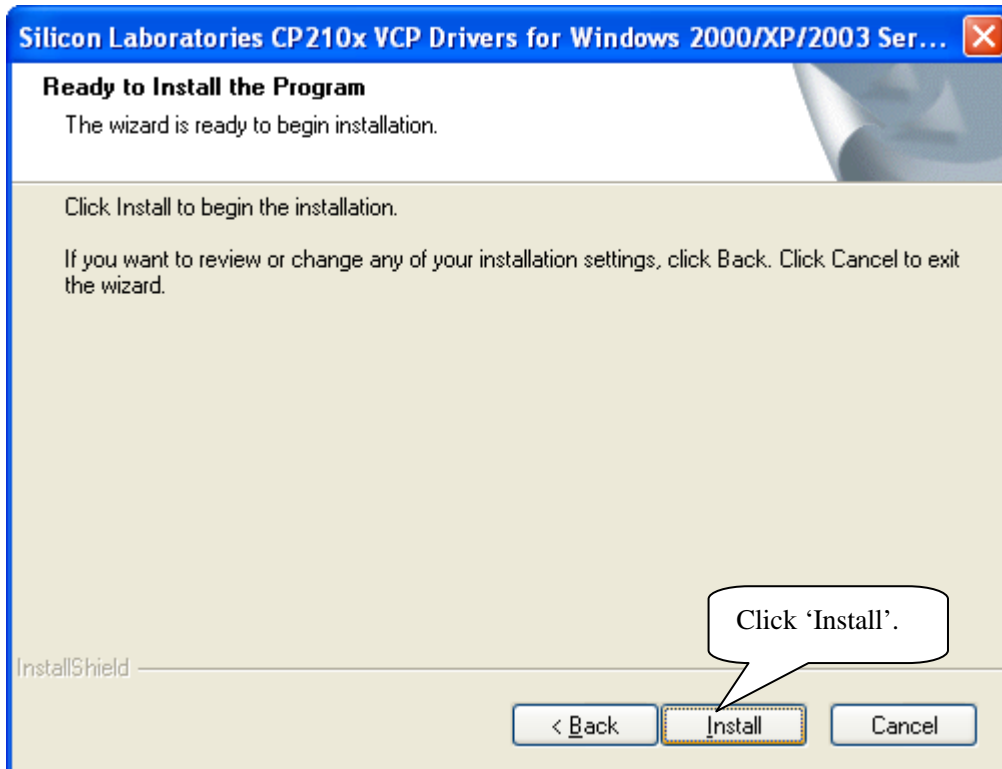 Silicon Laboratories CP210x VCP Drivers for Windows 2000/XP/2003 Ser...
Ready to Install the Program
The wizard is ready to begin installation.
Click Install to begin the installation.
If you want to review or change any of your installation settings, click Back. Click Cancel to exit
the wizard.
Click ‘Install’.
InstallShield
< Back
Install
Cancel